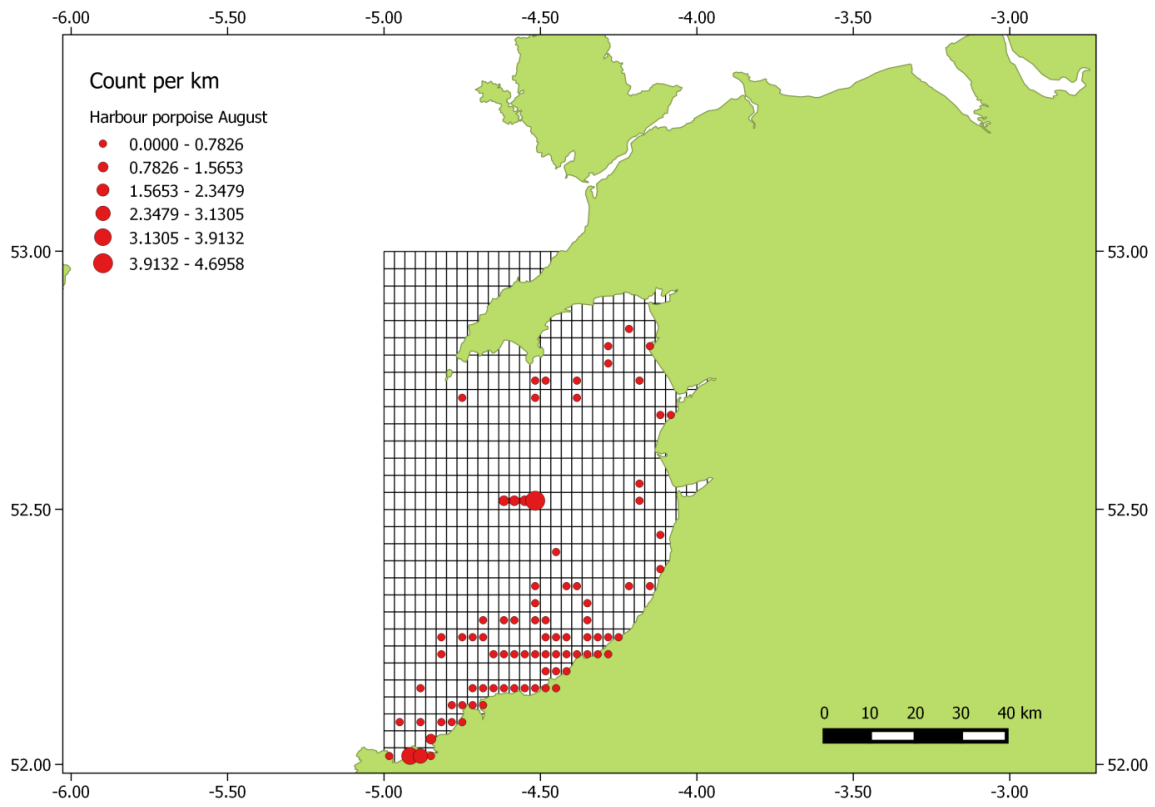 -6.00 -5.50 -5.00 -4.50 -4.00 -3.50 -3.00
Count per km
Harbour porpoise August
0.0000 - 0.7826
0.7826 - 1.5653
1.5653 - 2.3479
2.3479 - 3.1305
3.1305 - 3.9132
3.9132 - 4.6958
53.00 53.00
52.50 52.50
0 10 20 30 40 km
52.00 52.00
-6.00 -5.50 -5.00 -4.50 -4.00 -3.50 -3.00